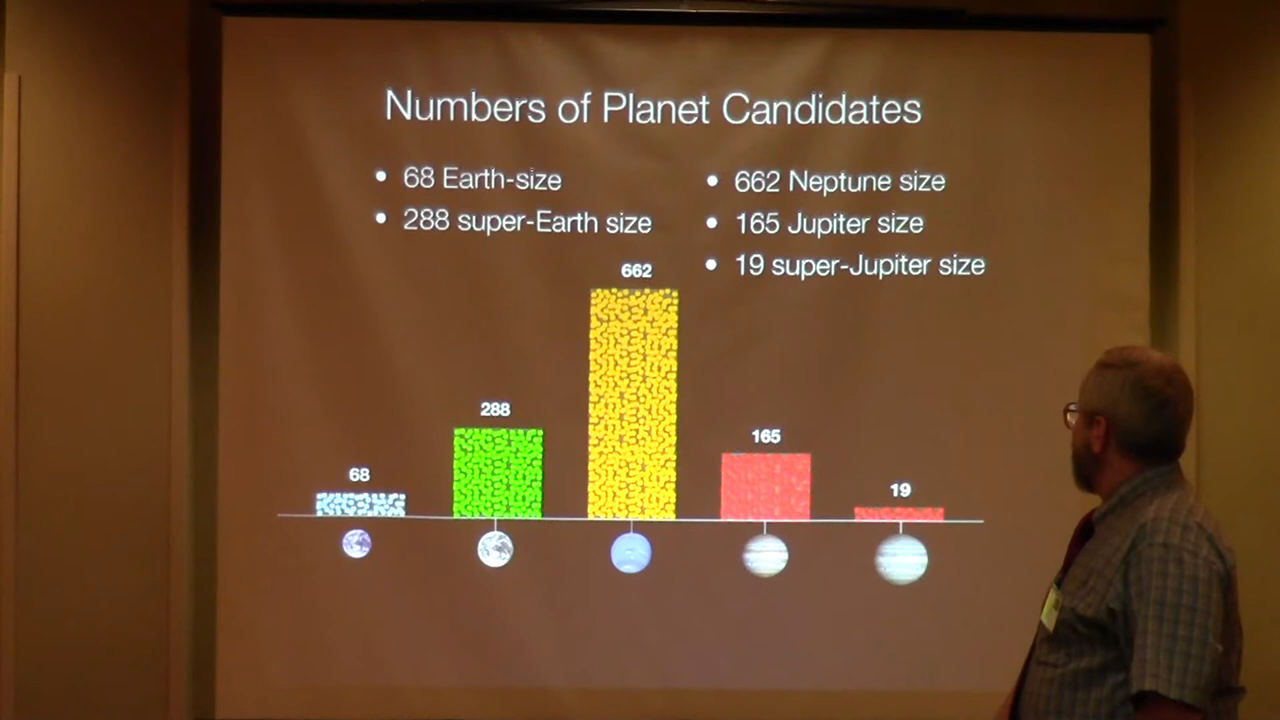 Numbers of Planet Candidates
• 68 Earth-size
• 288 super-Earth size
• 662 Neptune size
• 165 Jupiter size
• 19 super-Jupiter size
68
288
662
165
19